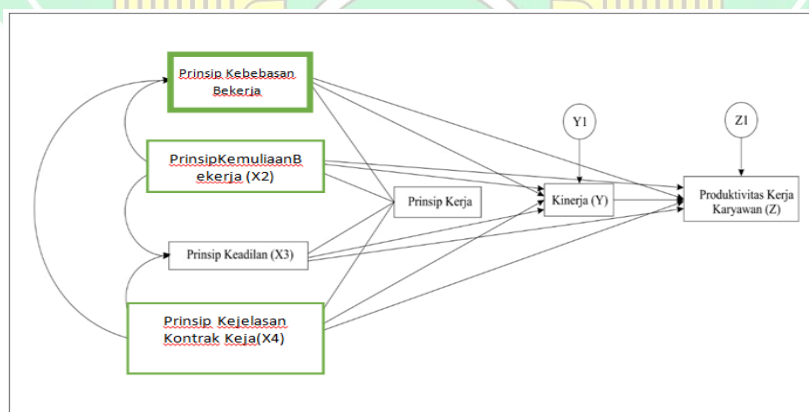 Prinsip Kebebasan
Bekerja
PrinsipKemuliaanB
ekerja (X2)
Prinsip Keadilan (X3)
Prinsip Kejelasan
Kontrak Keja(X4)
Prinsip Kerja
Y1
Kinerja (Y)
Z1
Produktivitas Kerja
Karyawan (Z)